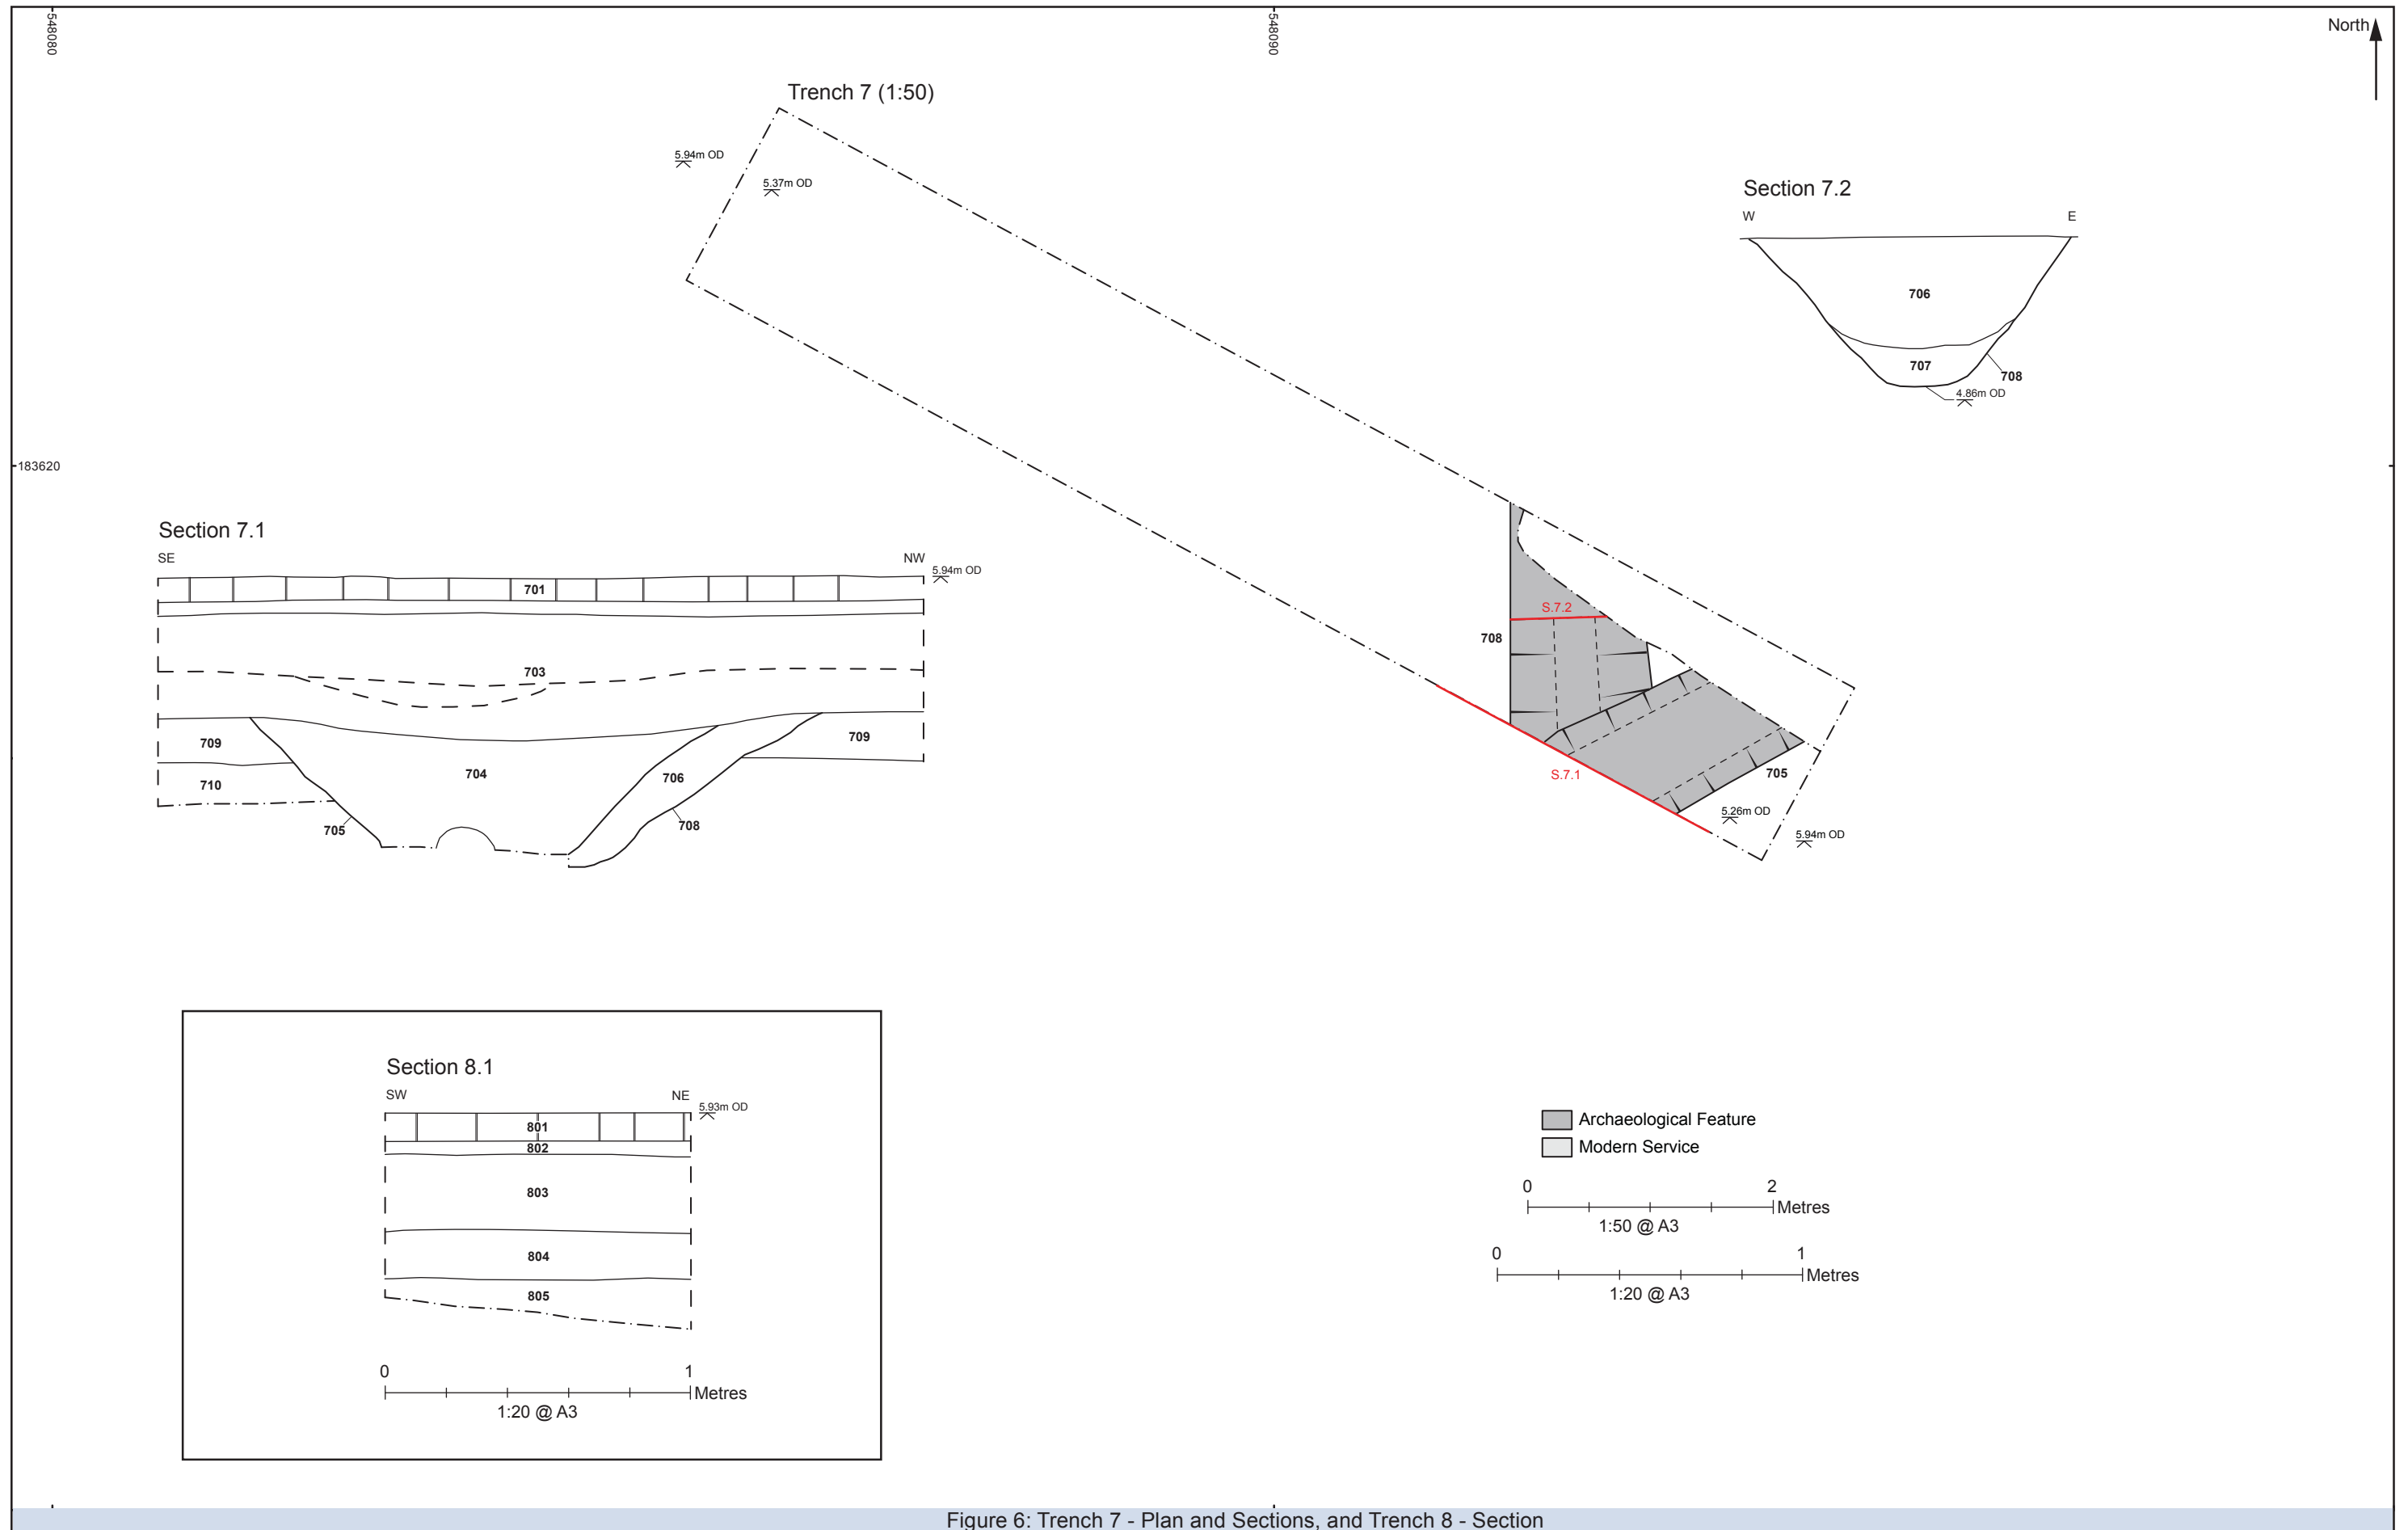 548080
548090
North
Trench 7 (1:50)
5.94m OD
5.37m OD
Section 7.2
W E
706
707
708
4.86m OD
183620
Section 7.1
SE NW
5.94m OD
701
703
709
709
704
710
706
705
708
S.7.2
708
S.7.1
705
5.26m OD
5.94m OD
Section 8.1
SW NE
5.93m OD
801
802
803
804
805
0 1
Metres
1:20 @ A3
Archaeological Feature
Modern Service
0 2
Metres
1:50 @ A3
0 1
Metres
1:20 @ A3
Figure 6: Trench 7 - Plan and Sections, and Trench 8 - Section